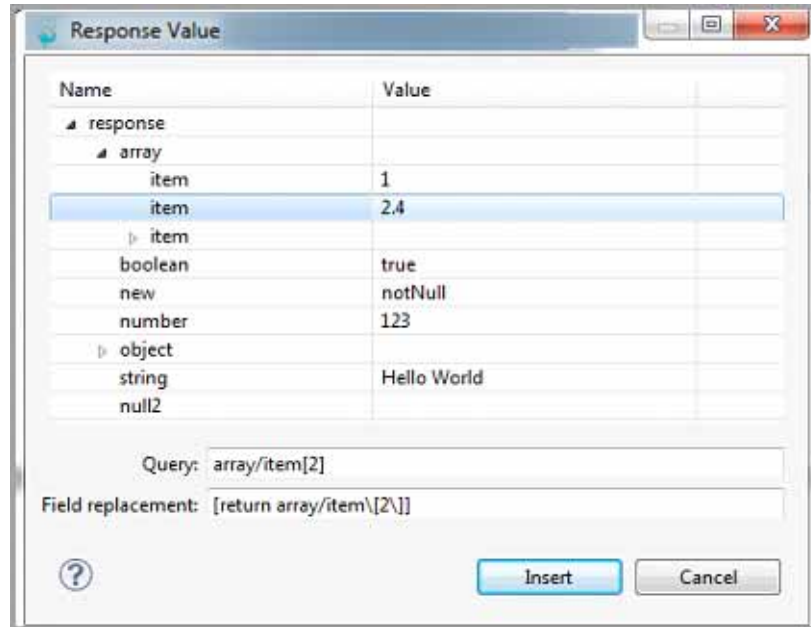 Response Value
Name Value
response
array
item 1
item 2.4
item
boolean true
new notNull
number 123
object
string Hello World
null2
Query: array/item[2]
Field replacement: [return array/item\[2\]]
? Insert Cancel